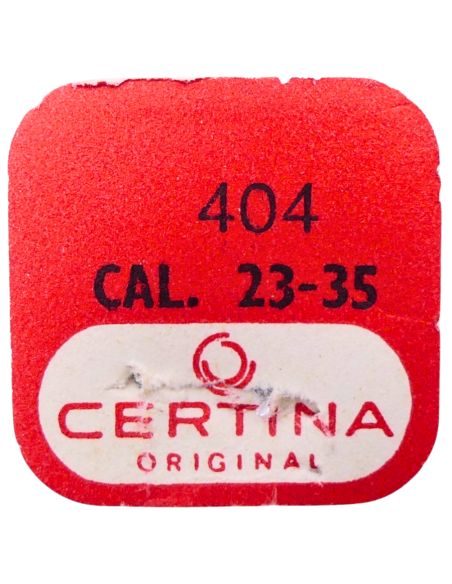 404
CAL. 23-35
CERTINA
ORIGINAL